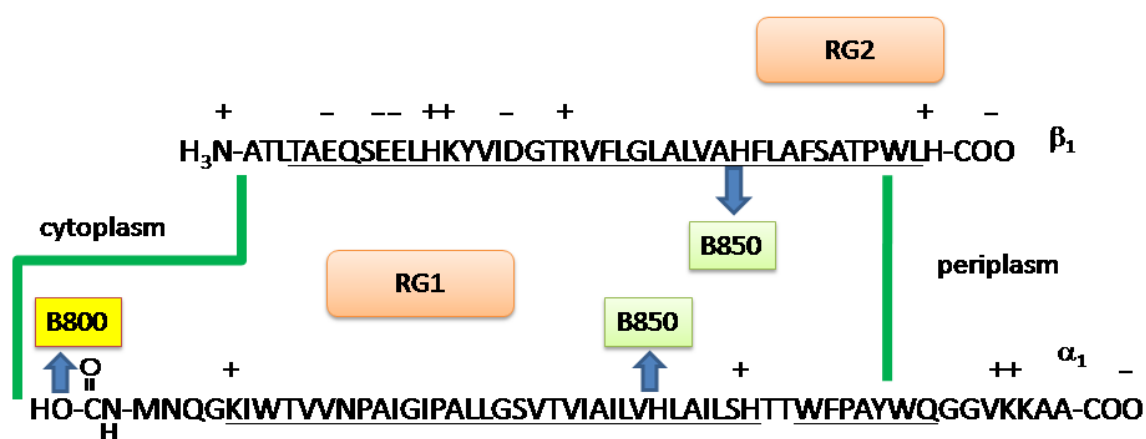 RG2
+ – –– ++ – + + –
H₃N-ATLTAEQSEELHKYVIDGTRVFLGLALVAHFLAFSATPWLH-COO β₁
cytoplasm
B850
periplasm
RG1
B800 B850
O + + ++ α₁ –
HO-CN-MNQGKIWTVVNPAIGIPALLGSVTVIAILVHLAILSHTTWFPAYWQGGVKKAA-COO
H